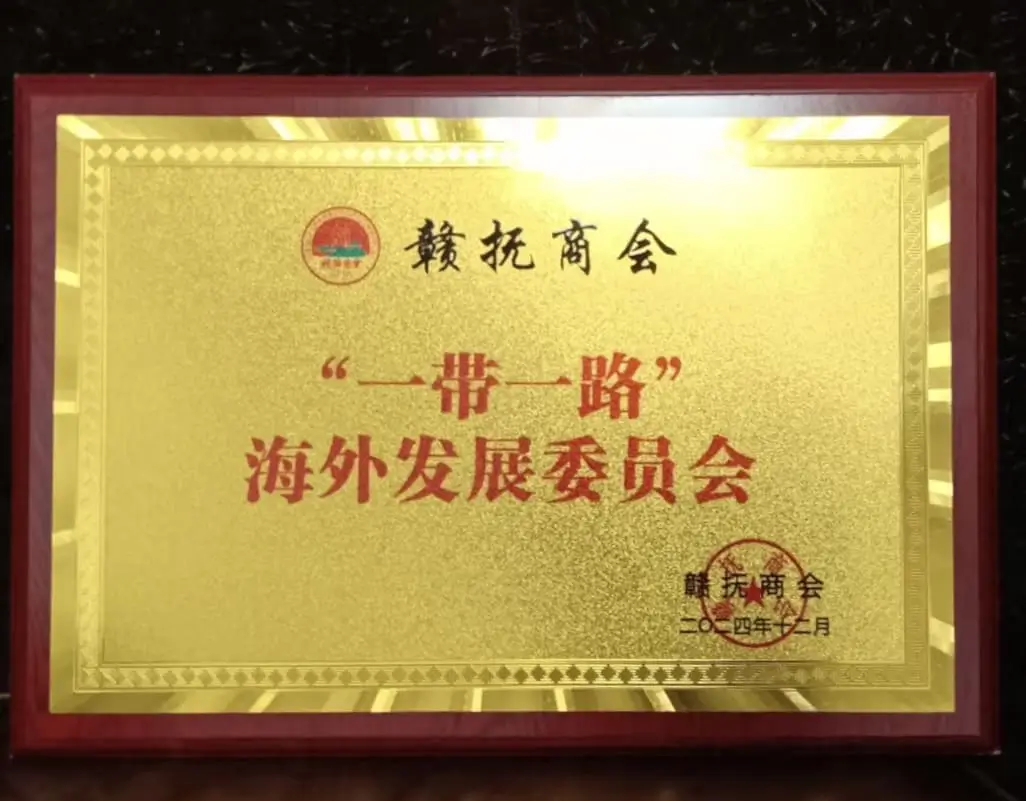 赣抚商会
“一带一路”
海外发展委员会
赣抚商会
二〇二四年十二月